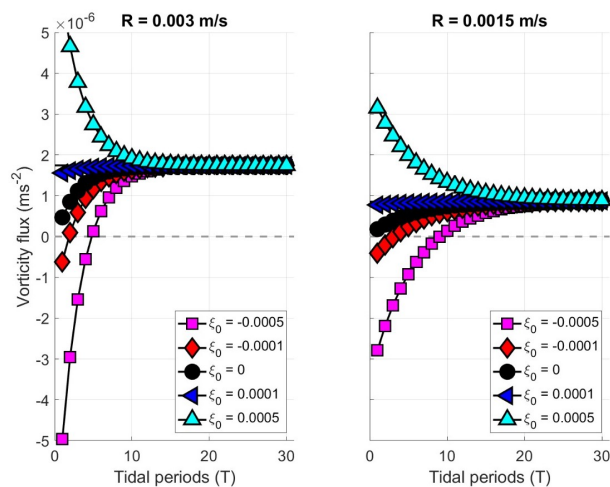 R = 0.003 m/s
×10⁻⁶
5
4
3
2
1
0
-1
-2
-3
-4
-5
Vorticity flux (ms⁻²)
0 10 20 30
Tidal periods (T)
ξ₀ = -0.0005
ξ₀ = -0.0001
ξ₀ = 0
ξ₀ = 0.0001
ξ₀ = 0.0005
R = 0.0015 m/s
0 10 20 30
Tidal periods (T)
ξ₀ = -0.0005
ξ₀ = -0.0001
ξ₀ = 0
ξ₀ = 0.0001
ξ₀ = 0.0005